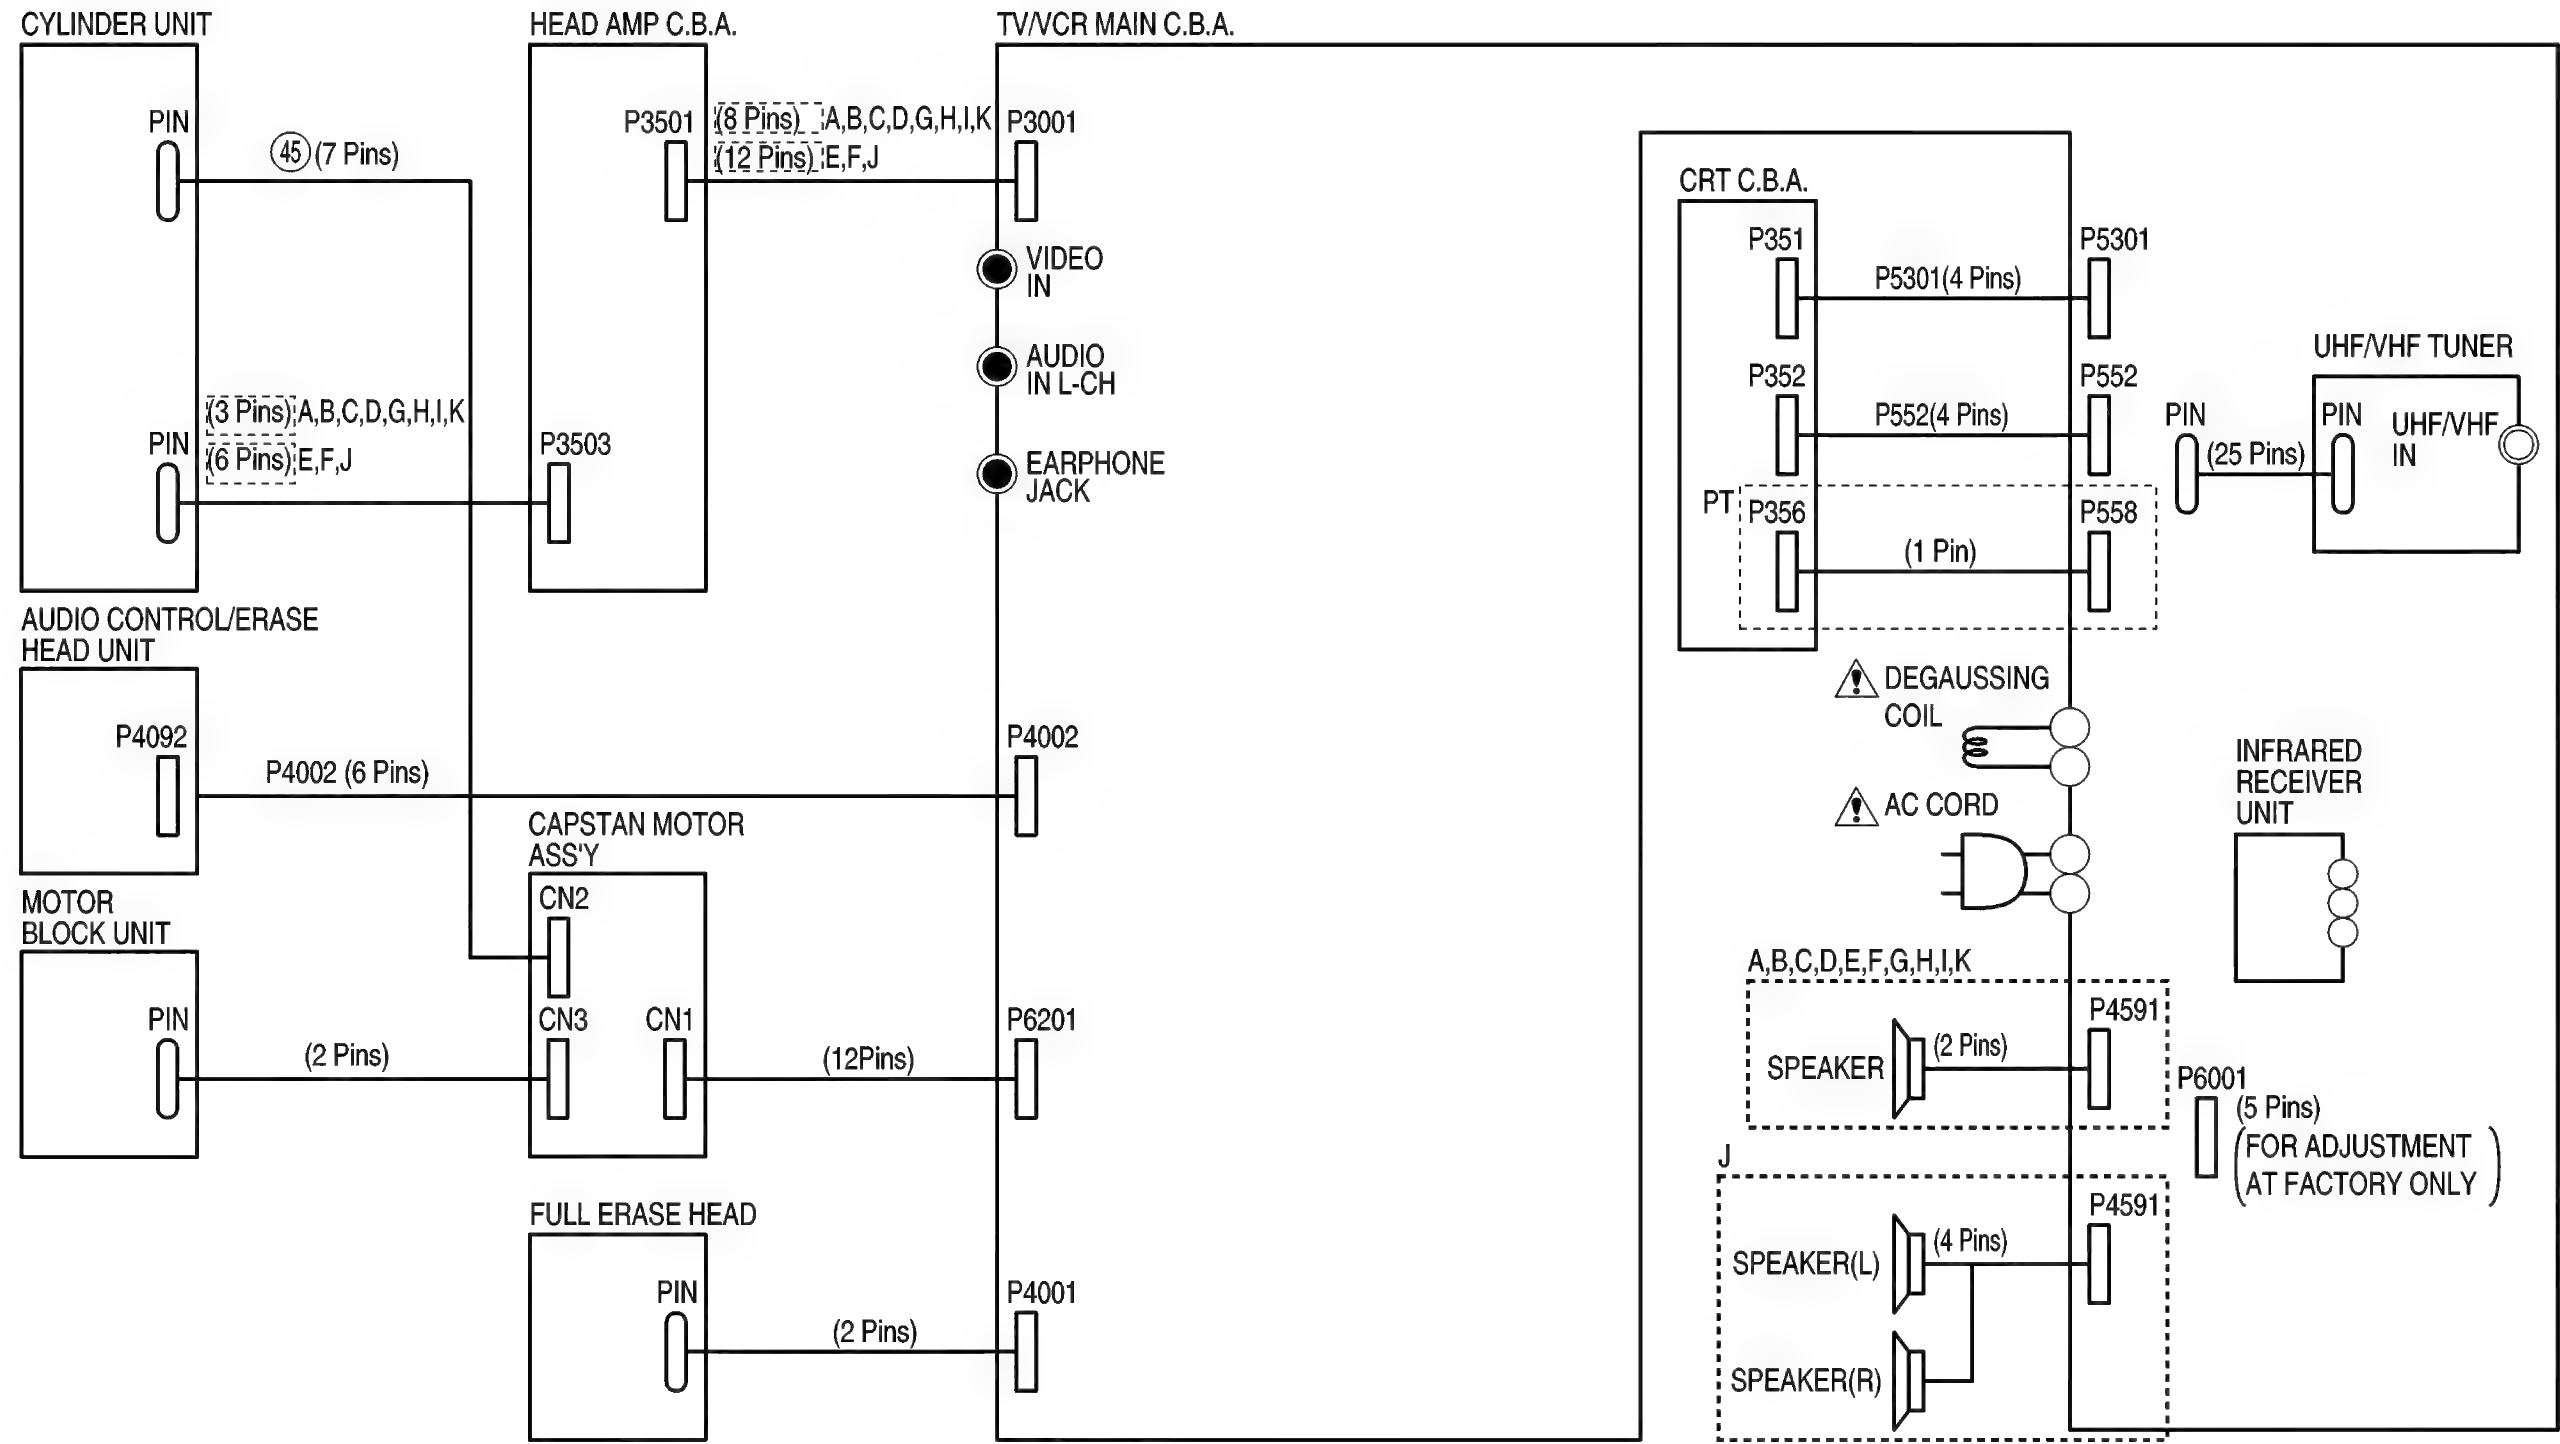 CYLINDER UNIT
PIN
45 (7 Pins)
(3 Pins) A,B,C,D,G,H,I,K
PIN
(6 Pins) E,F,J
HEAD AMP C.B.A.
P3501
(8 Pins) A,B,C,D,G,H,I,K
(12 Pins) E,F,J
P3503
TV/VCR MAIN C.B.A.
P3001
VIDEO
IN
AUDIO
IN L-CH
EARPHONE
JACK
AUDIO CONTROL/ERASE
HEAD UNIT
P4092
P4002 (6 Pins)
P4002
MOTOR
BLOCK UNIT
PIN
(2 Pins)
CAPSTAN MOTOR
ASS'Y
CN2
CN3
CN1
(12Pins)
P6201
FULL ERASE HEAD
PIN
(2 Pins)
P4001
CRT C.B.A.
P351
P5301(4 Pins)
P5301
P352
P552(4 Pins)
P552
PT
P356
(1 Pin)
P558
UHF/VHF TUNER
PIN
(25 Pins)
PIN
UHF/VHF
IN
DEGAUSSING
COIL
AC CORD
INFRARED
RECEIVER
UNIT
A,B,C,D,E,F,G,H,I,K
SPEAKER
(2 Pins)
P4591
P6001
(5 Pins)
(FOR ADJUSTMENT
AT FACTORY ONLY)
J
SPEAKER(L)
(4 Pins)
P4591
SPEAKER(R)